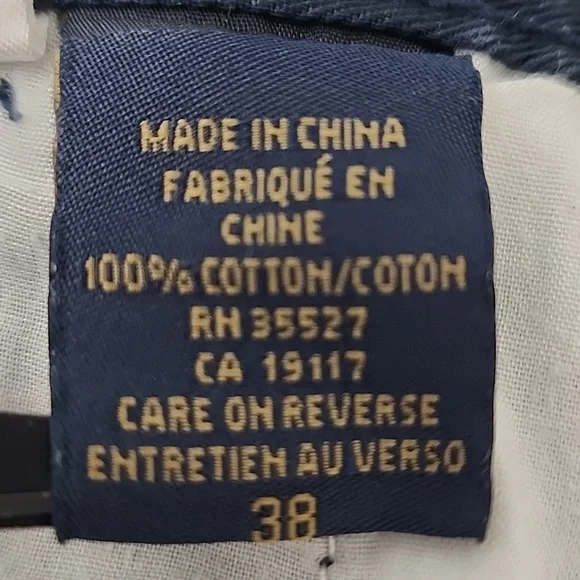 MADE IN CHINA
FABRIQUÉ EN
CHINE
100% COTTON/COTON
RN 35527
CA 19117
CARE ON REVERSE
ENTRETIEN AU VERSO
38